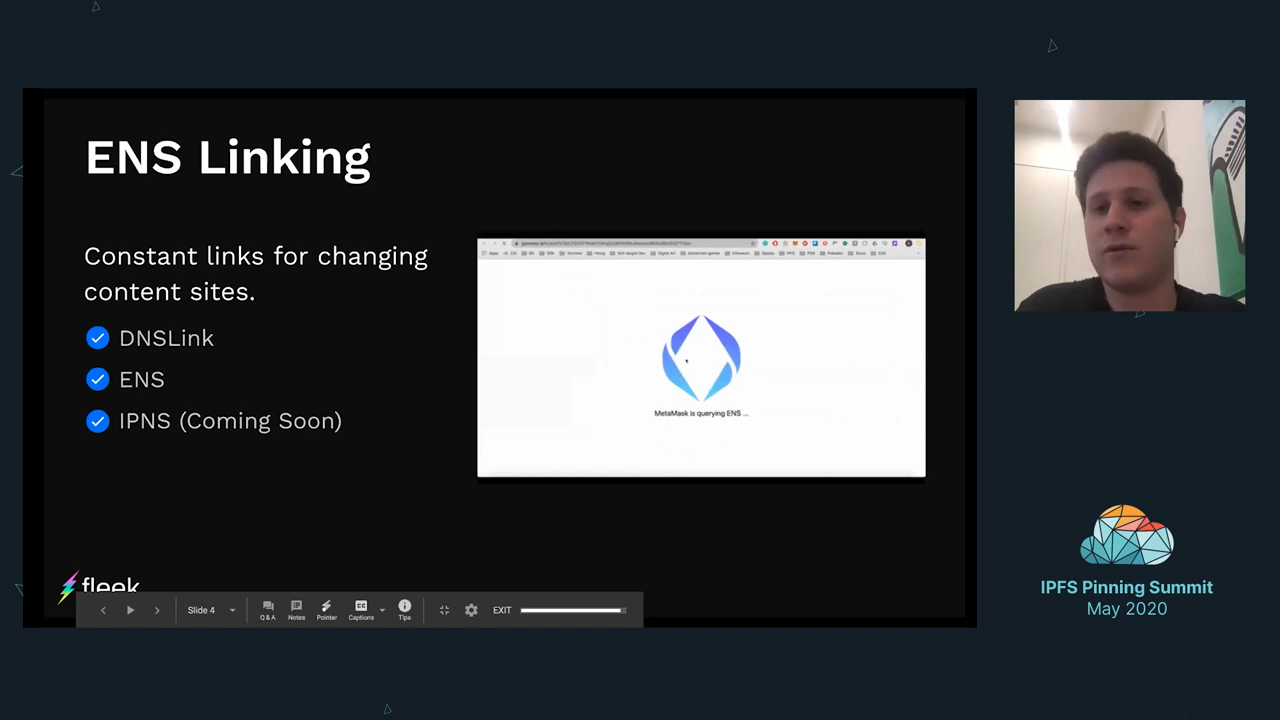 ENS Linking
Constant links for changing
content sites.
DNSLink
ENS
IPNS (Coming Soon)
MetaMask is querying ENS ...
fleek
Slide 4
Q & A
Notes
Pointer
Captions
Tips
EXIT
IPFS Pinning Summit
May 2020